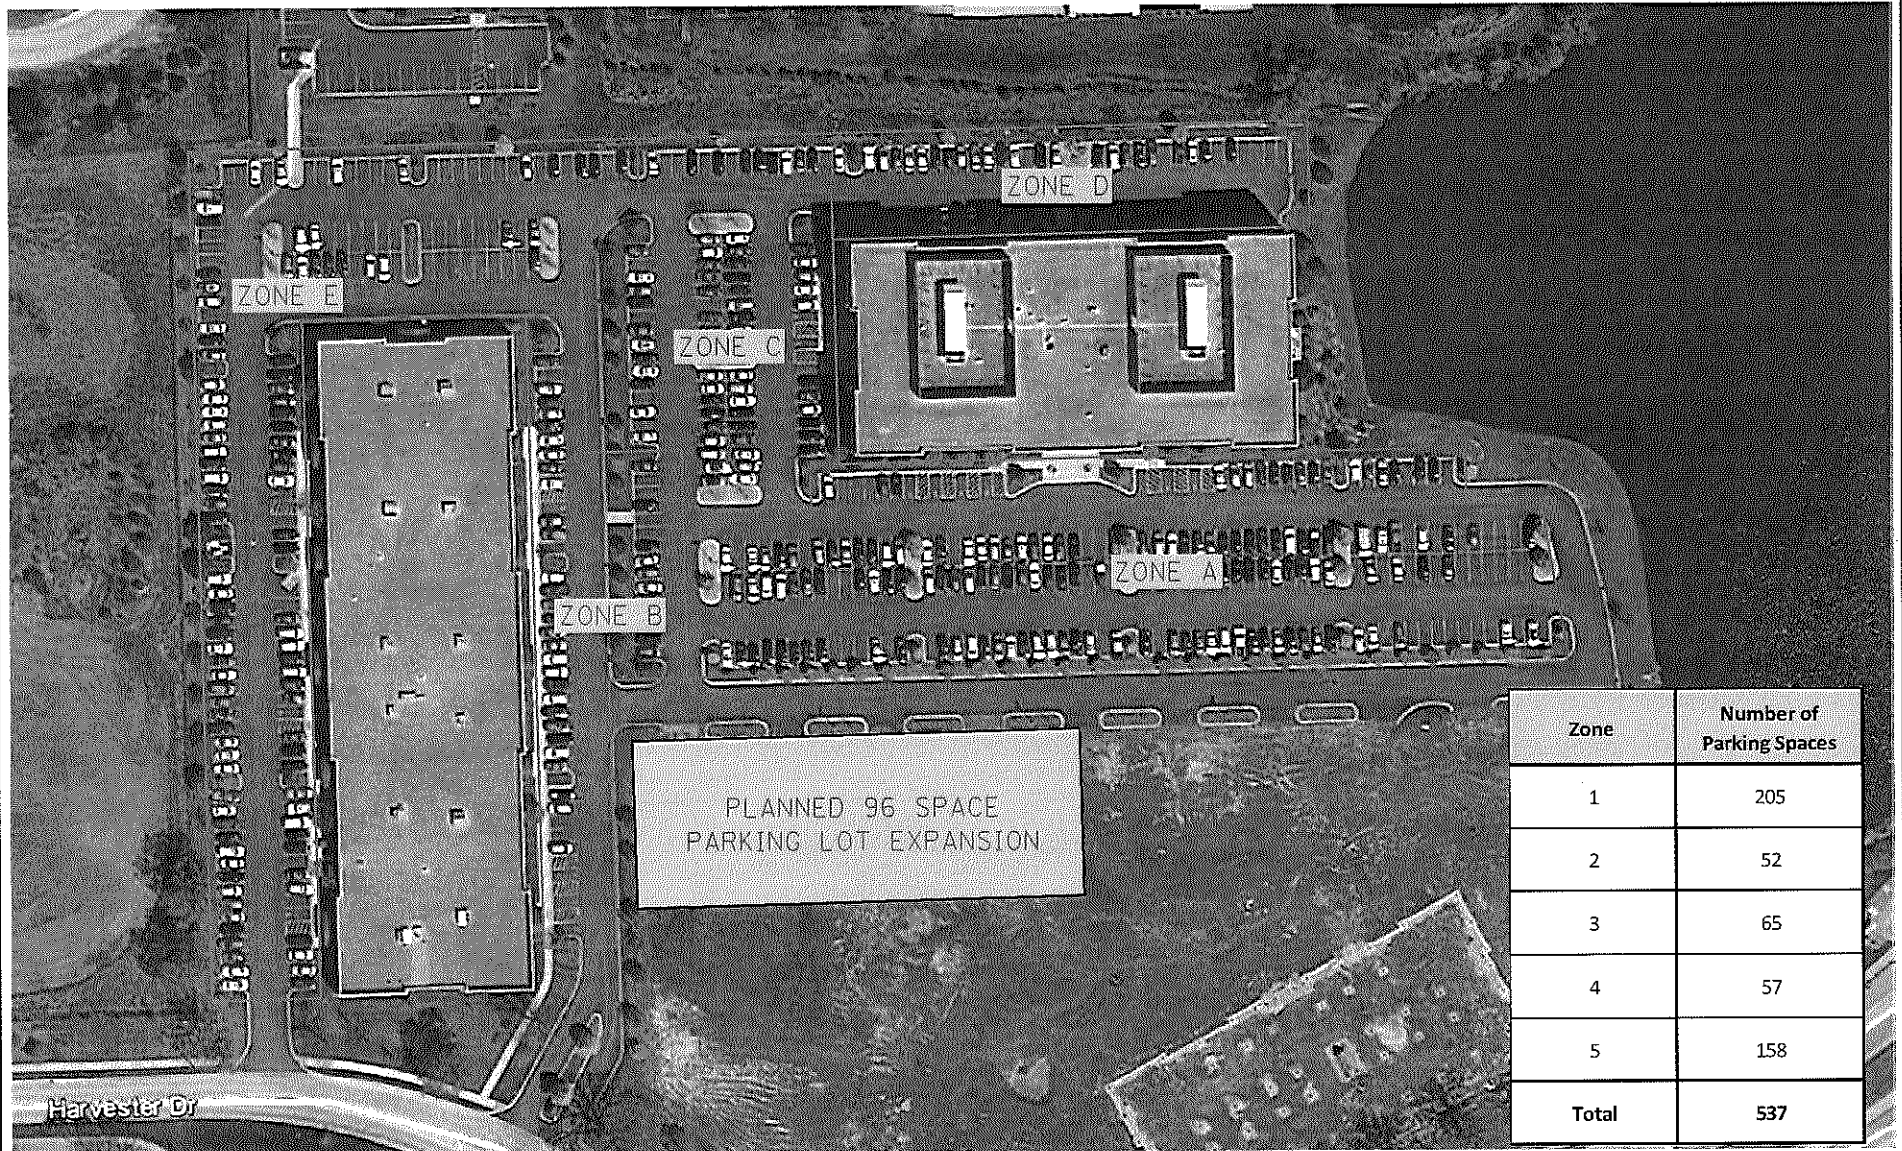 ZONE D
ZONE E
ZONE C
ZONE A
ZONE B
PLANNED 96 SPACE
PARKING LOT EXPANSION
Harvester Dr
Zone Number of
Parking Spaces
1 205
2 52
3 65
4 57
5 158
Total 537